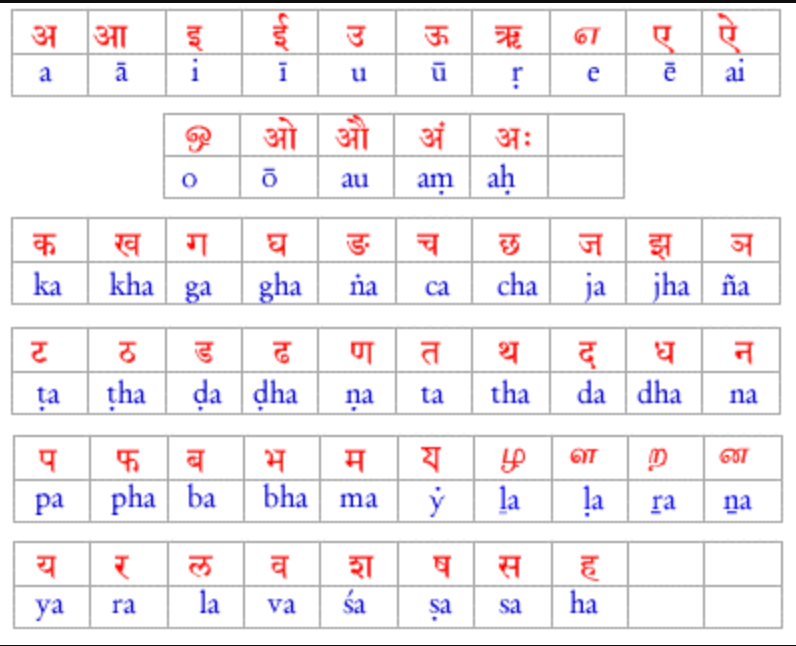 अ आ इ ई उ ऊ ऋ எ ए ऐ
a ā i ī u ū ṛ e ē ai
ஒ ओ औ अं अः
o ō au aṃ aḥ
क ख ग घ ङ च छ ज झ ञ
ka kha ga gha ṅa ca cha ja jha ña
ट ठ ड ढ ण त थ द ध न
ṭa ṭha ḍa ḍha ṇa ta tha da dha na
प फ ब भ म य़ ழ ள ற ன
pa pha ba bha ma ẏ ḻa ḷa ṟa ṉa
य र ल व श ष स ह
ya ra la va śa ṣa sa ha